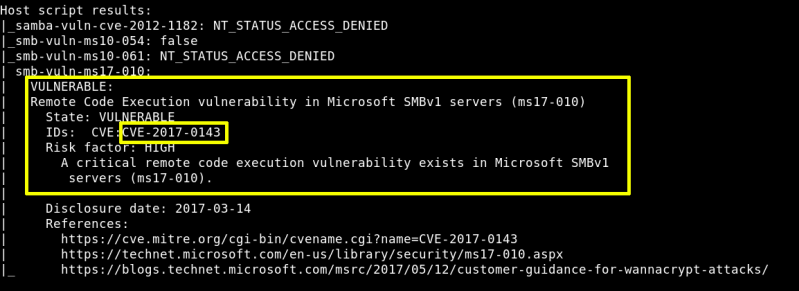 Host script results:
|_samba-vuln-cve-2012-1182: NT_STATUS_ACCESS_DENIED
|_smb-vuln-ms10-054: false
|_smb-vuln-ms10-061: NT_STATUS_ACCESS_DENIED
| smb-vuln-ms17-010:
|   VULNERABLE:
|   Remote Code Execution vulnerability in Microsoft SMBv1 servers (ms17-010)
|     State: VULNERABLE
|     IDs:  CVE:CVE-2017-0143
|     Risk factor: HIGH
|       A critical remote code execution vulnerability exists in Microsoft SMBv1
|        servers (ms17-010).
|
|     Disclosure date: 2017-03-14
|     References:
|       https://cve.mitre.org/cgi-bin/cvename.cgi?name=CVE-2017-0143
|       https://technet.microsoft.com/en-us/library/security/ms17-010.aspx
|_      https://blogs.technet.microsoft.com/msrc/2017/05/12/customer-guidance-for-wannacrypt-attacks/